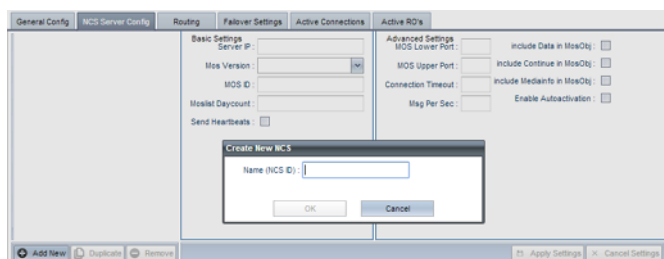 General Config NCS Server Config Routing Failover Settings Active Connections Active RO's
Basic Settings
Server IP :
Mos Version :
MOS ID :
Moslist Daycount :
Send Heartbeats :
Advanced Settings
MOS Lower Port :
MOS Upper Port :
Connection Timeout :
Msg Per Sec :
include Data in MosObj :
include Continue in MosObj :
include Mediainfo in MosObj :
Enable Autoactivation :
Create New NCS
Name (NCS ID) :
OK Cancel
Add New Duplicate Remove Apply Settings Cancel Settings